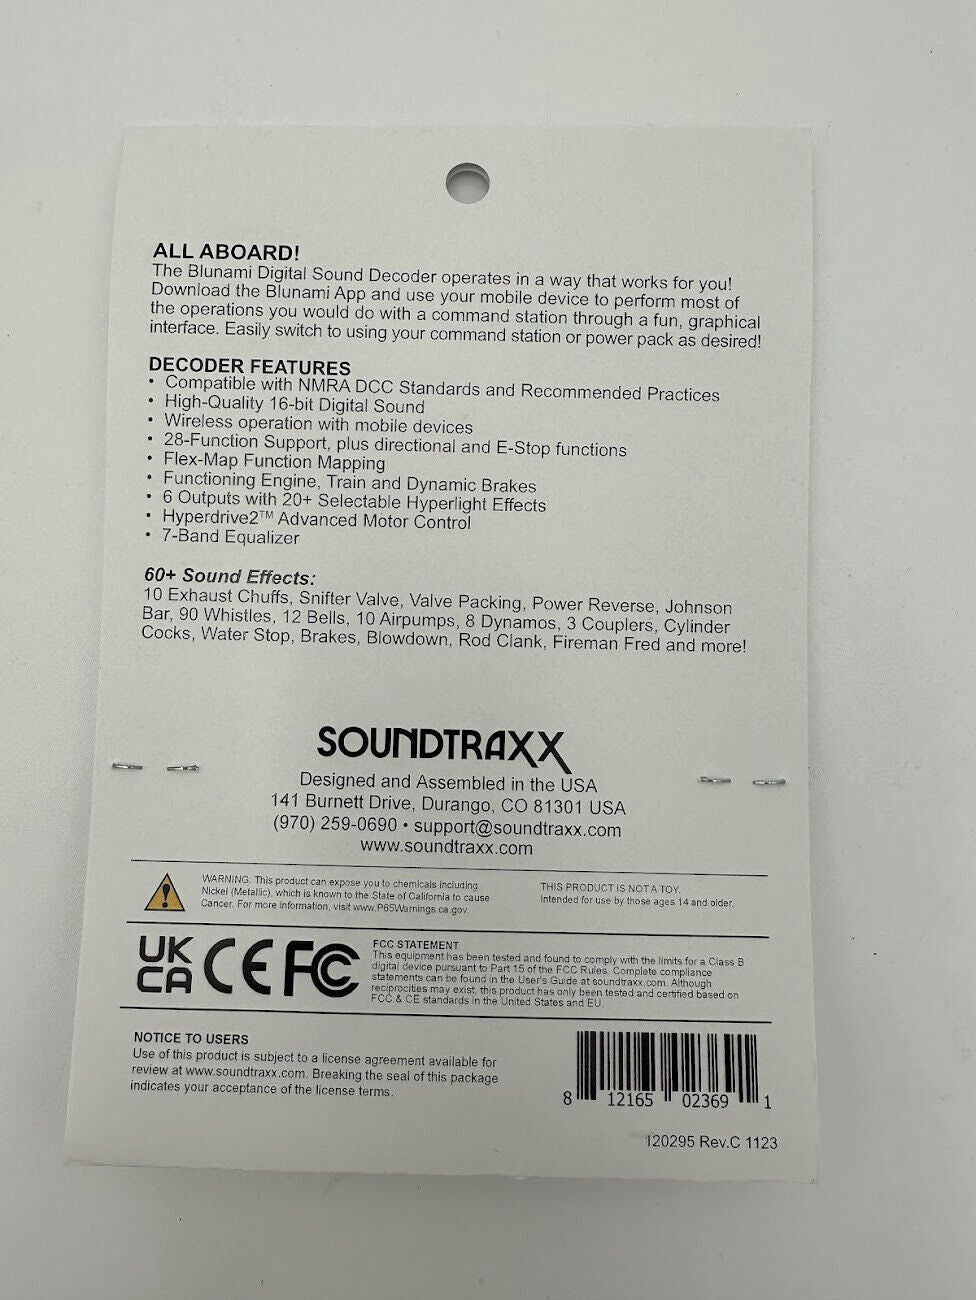 ALL ABOARD!
The Blunami Digital Sound Decoder operates in a way that works for you!
Download the Blunami App and use your mobile device to perform most of
the operations you would do with a command station through a fun, graphical
interface. Easily switch to using your command station or power pack as desired!
DECODER FEATURES
• Compatible with NMRA DCC Standards and Recommended Practices
• High-Quality 16-bit Digital Sound
• Wireless operation with mobile devices
• 28-Function Support, plus directional and E-Stop functions
• Flex-Map Function Mapping
• Functioning Engine, Train and Dynamic Brakes
• 6 Outputs with 20+ Selectable Hyperlight Effects
• Hyperdrive2™ Advanced Motor Control
• 7-Band Equalizer
60+ Sound Effects:
10 Exhaust Chuffs, Snifter Valve, Valve Packing, Power Reverse, Johnson
Bar, 90 Whistles, 12 Bells, 10 Airpumps, 8 Dynamos, 3 Couplers, Cylinder
Cocks, Water Stop, Brakes, Blowdown, Rod Clank, Fireman Fred and more!
SOUNDTRAXX
Designed and Assembled in the USA
141 Burnett Drive, Durango, CO 81301 USA
(970) 259-0690 • support@soundtraxx.com
www.soundtraxx.com
WARNING: This product can expose you to chemicals including
Nickel (Metallic), which is known to the State of California to cause
Cancer. For more information, visit www.P65Warnings.ca.gov.
THIS PRODUCT IS NOT A TOY.
Intended for use by those ages 14 and older.
UK
CA CE FC
FCC STATEMENT
This equipment has been tested and found to comply with the limits for a Class B
digital device pursuant to Part 15 of the FCC Rules. Complete compliance
statements can be found in the User's Guide at soundtraxx.com. Although
reciprocities may exist, this product has only been tested and certified based on
FCC & CE standards in the United States and EU.
NOTICE TO USERS
Use of this product is subject to a license agreement available for
review at www.soundtraxx.com. Breaking the seal of this package
indicates your acceptance of the license terms.
8 12165 02369 1
120295 Rev.C 1123